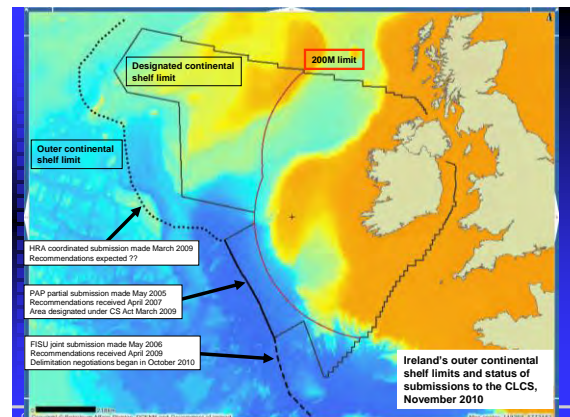 Designated continental
shelf limit
200M limit
Outer continental
shelf limit
HRA coordinated submission made March 2009
Recommendations expected ??
PAP partial submission made May 2005
Recommendations received April 2007
Area designated under CS Act March 2009
FISU joint submission made May 2006
Recommendations received April 2009
Delimitation negotiations began in October 2010
Ireland's outer continental
shelf limits and status of
submissions to the CLCS,
November 2010